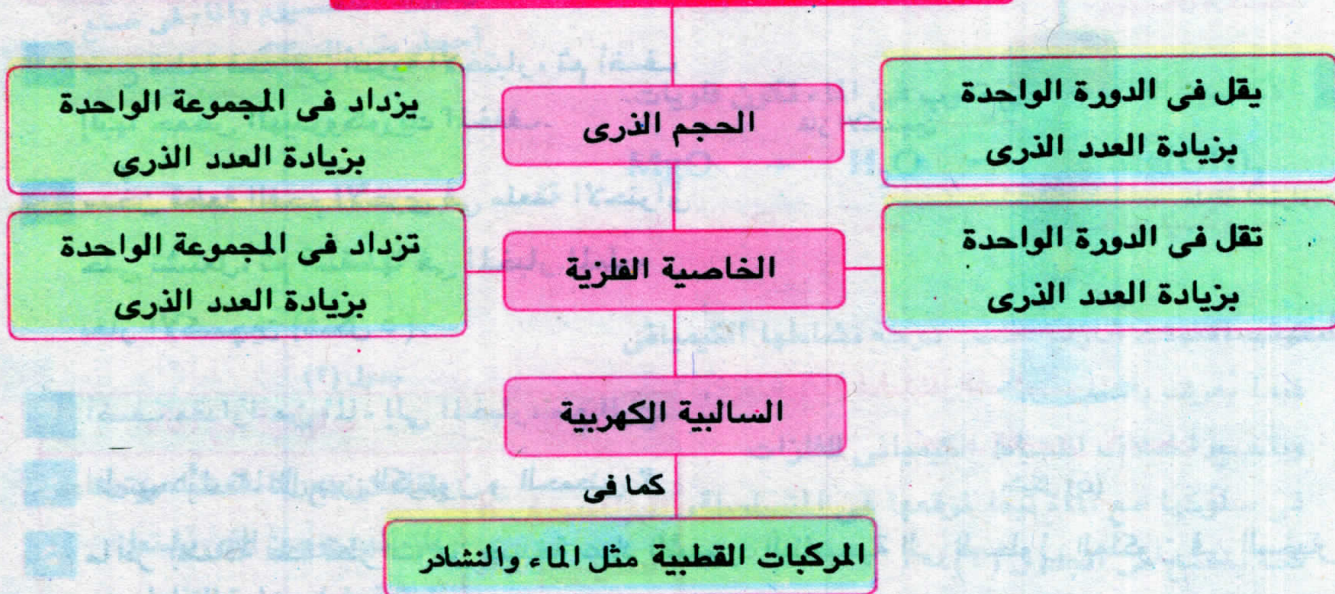 يقل فى الدورة الواحدة
بزيادة العدد الذرى
الحجم الذرى
يزداد فى المجموعة الواحدة
بزيادة العدد الذرى
تقل فى الدورة الواحدة
بزيادة العدد الذرى
الخاصية الفلزية
تزداد فى المجموعة الواحدة
بزيادة العدد الذرى
السالبية الكهربية
كما فى
المركبات القطبية مثل الماء والنشادر